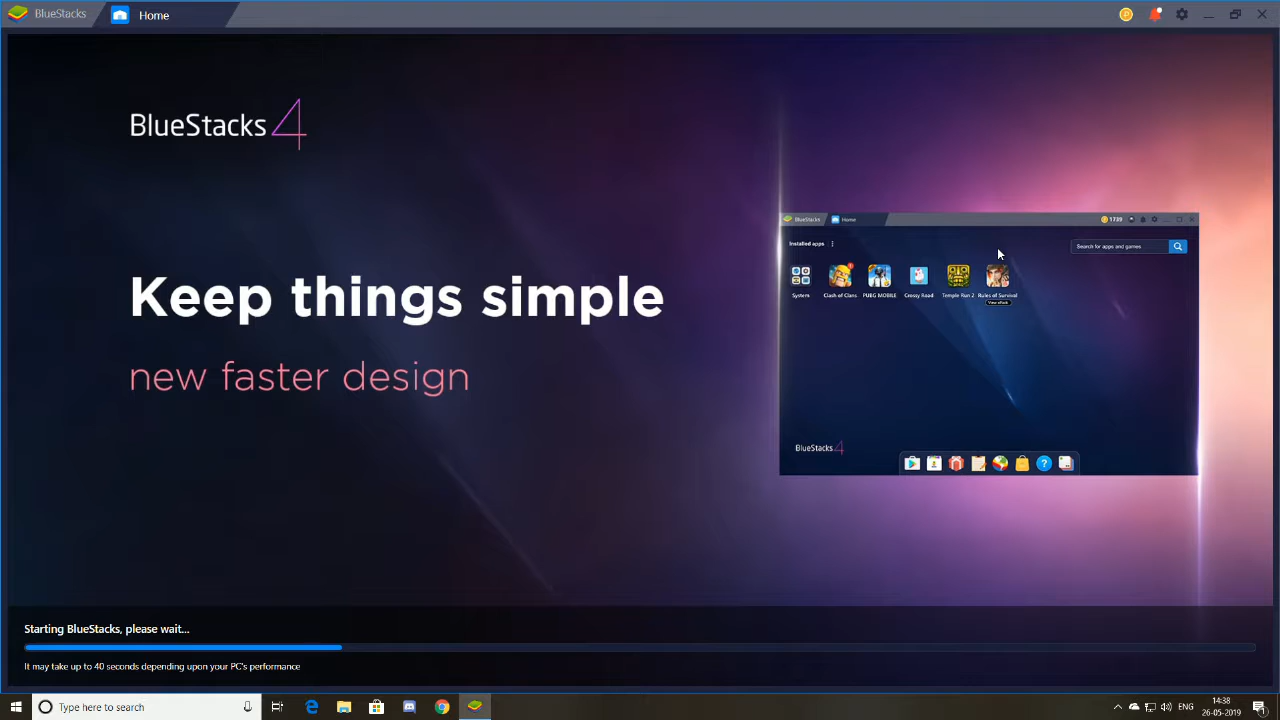 BlueStacks
Home
BlueStacks 4
Keep things simple
new faster design
BlueStacks
Home
1739
Installed apps
Search for apps and games
System
Clash of Clans
PUBG MOBILE
Crossy Road
Temple Run 2
Rules of Survival
BlueStacks 4
Starting BlueStacks, please wait...
It may take up to 40 seconds depending upon your PC's performance
Type here to search
ENG
14:38
26-05-2019